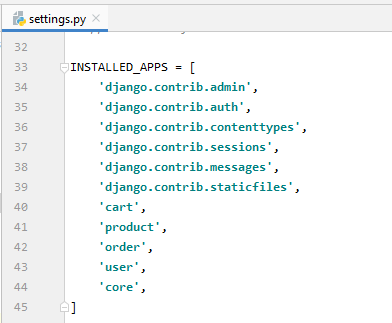 settings.py
32
33 INSTALLED_APPS = [
34 'django.contrib.admin',
35 'django.contrib.auth',
36 'django.contrib.contenttypes',
37 'django.contrib.sessions',
38 'django.contrib.messages',
39 'django.contrib.staticfiles',
40 'cart',
41 'product',
42 'order',
43 'user',
44 'core',
45 ]